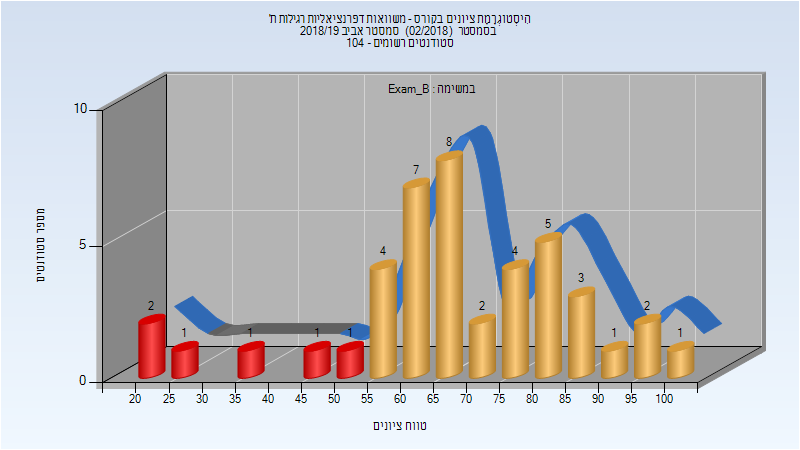 היסטוגרמת ציונים בקורס - משוואות דפרנציאליות רגילות ח'
בסמסטר (02/2018) סמסטר אביב 2018/19
סטודנטים רשומים - 104
במשימה : Exam_B
מספר סטודנטים
10
5
0
2
1
1
1
1
4
7
8
2
4
5
3
1
2
1
20 25 30 35 40 45 50 55 60 65 70 75 80 85 90 95 100
טווח ציונים